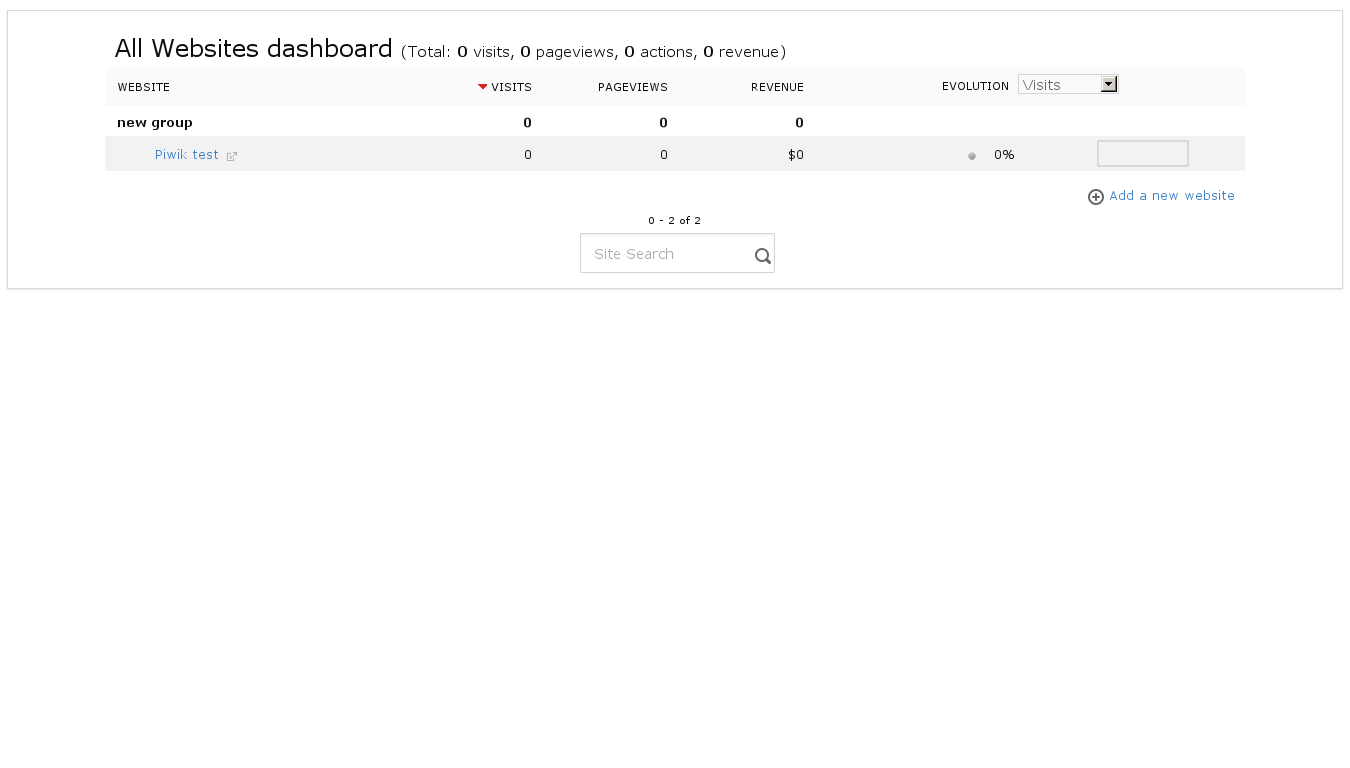 All Websites dashboard (Total: 0 visits, 0 pageviews, 0 actions, 0 revenue)
WEBSITE VISITS PAGEVIEWS REVENUE EVOLUTION Visits
new group 0 0 0
Piwik test 0 0 $0 0%
Add a new website
0 - 2 of 2
Site Search